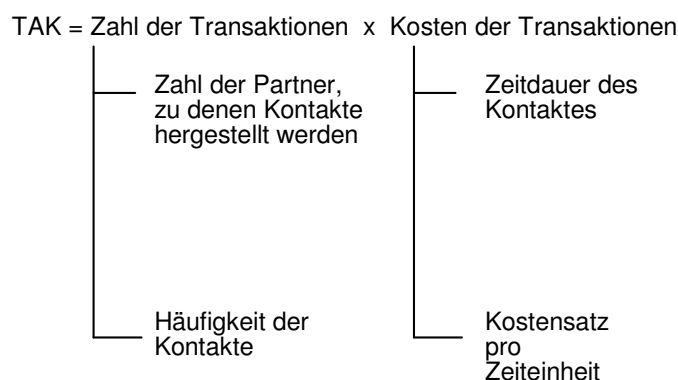 TAK = Zahl der Transaktionen x Kosten der Transaktionen
Zahl der Partner,
zu denen Kontakte
hergestellt werden
Zeitdauer des
Kontaktes
Häufigkeit der
Kontakte
Kostensatz
pro
Zeiteinheit